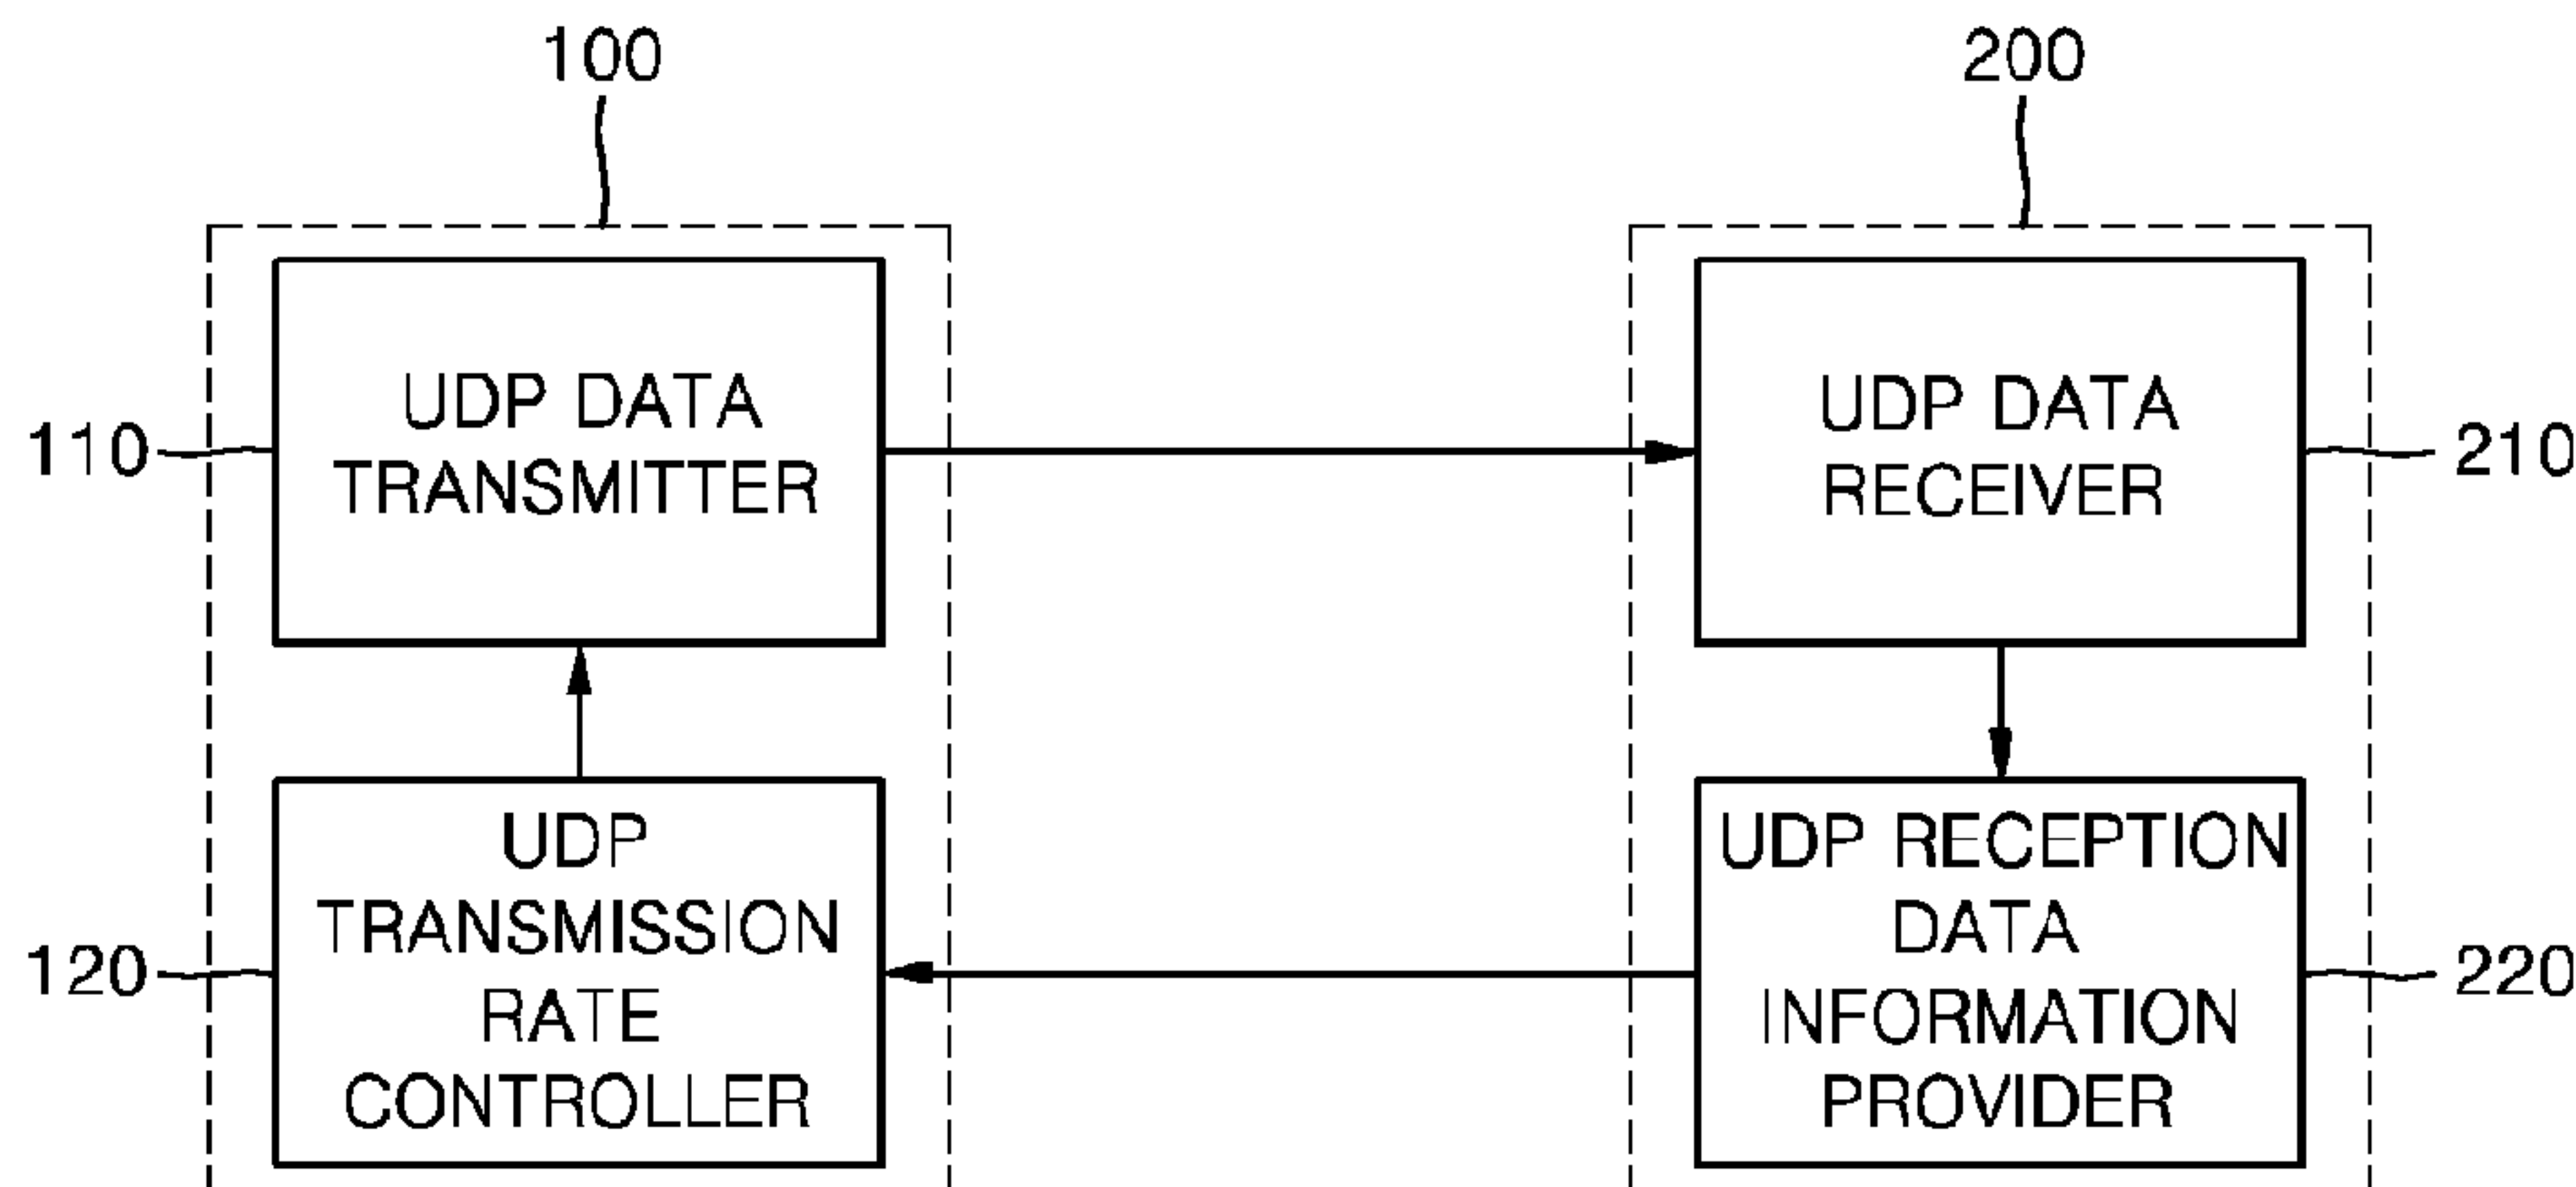 100
200
110
UDP DATA
TRANSMITTER
UDP DATA
RECEIVER
210
120
UDP
TRANSMISSION
RATE
CONTROLLER
UDP RECEPTION
DATA
INFORMATION
PROVIDER
220